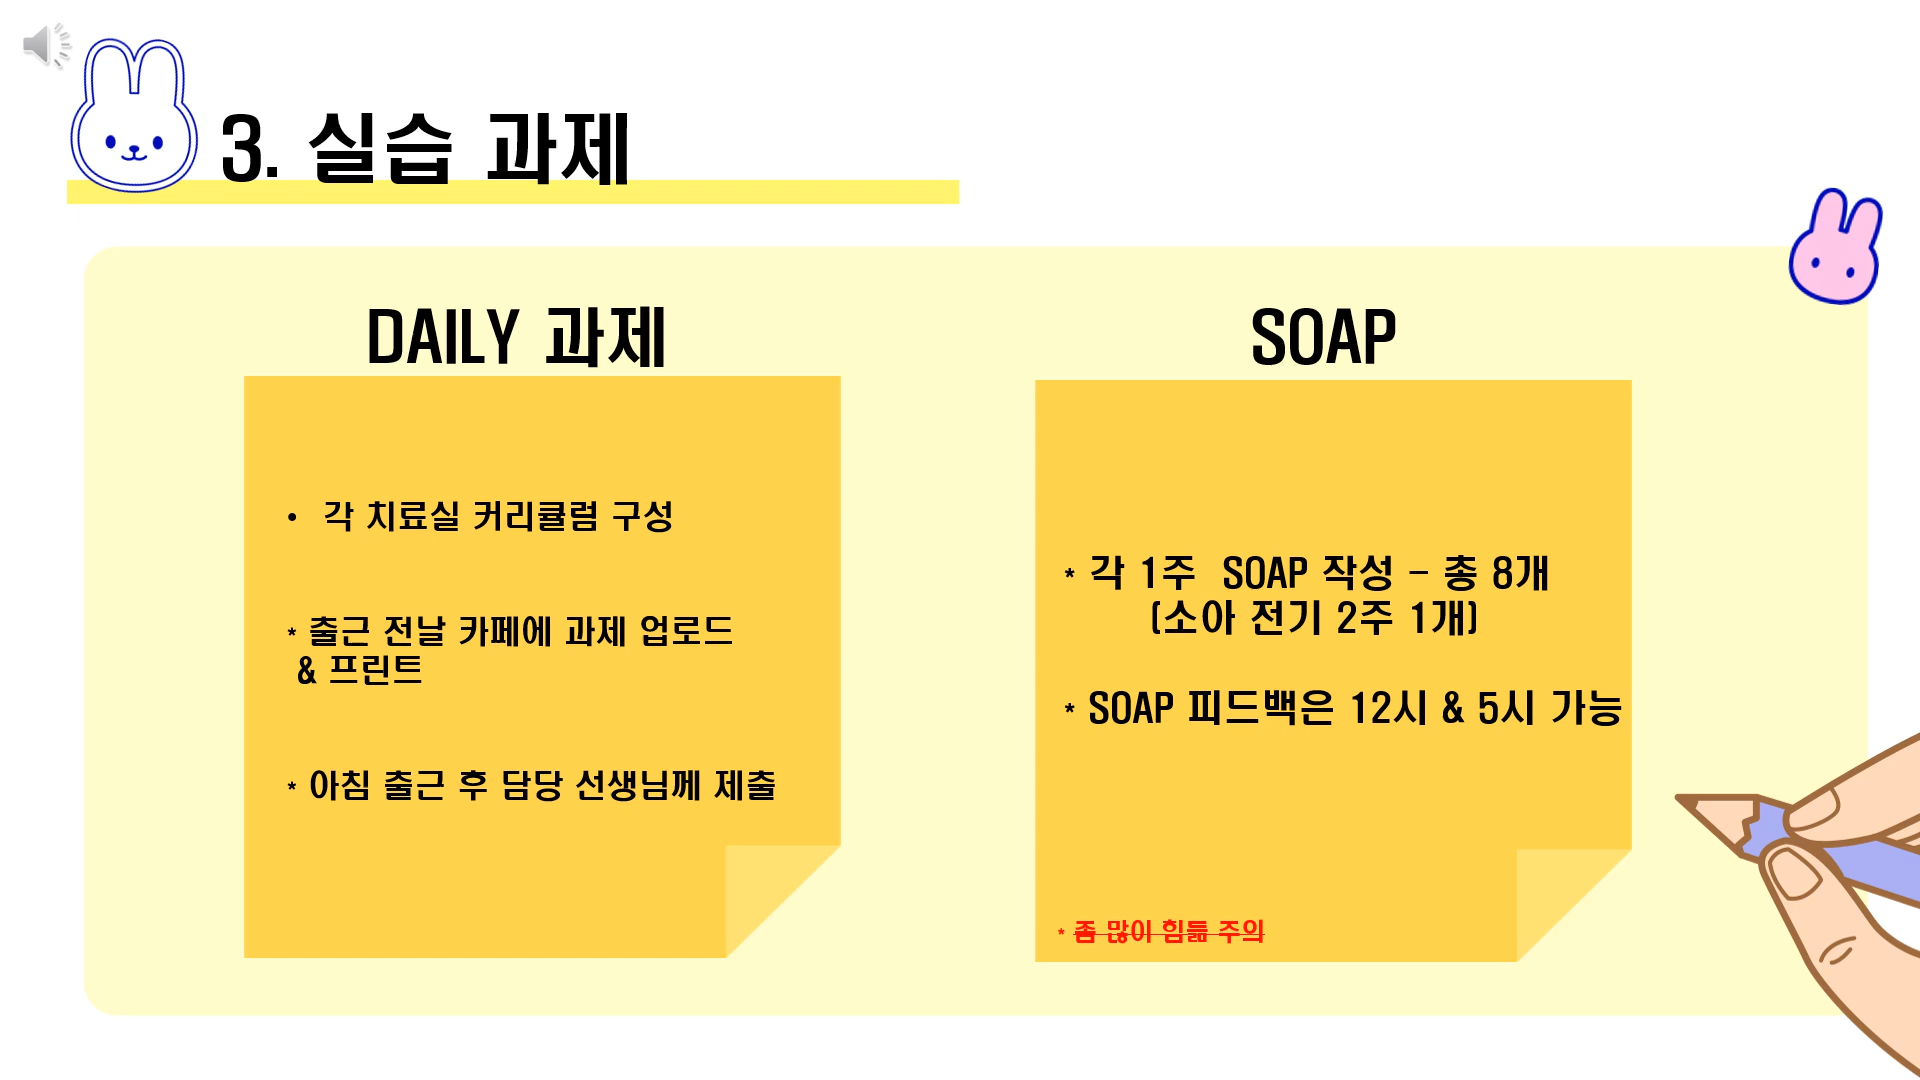 3. 실습 과제
DAILY 과제
• 각 치료실 커리큘럼 구성
* 출근 전날 카페에 과제 업로드
& 프린트
* 아침 출근 후 담당 선생님께 제출
SOAP
* 각 1주 SOAP 작성 – 총 8개
(소아 전기 2주 1개)
* SOAP 피드백은 12시 & 5시 가능
* 좀 많이 힘듦 주의